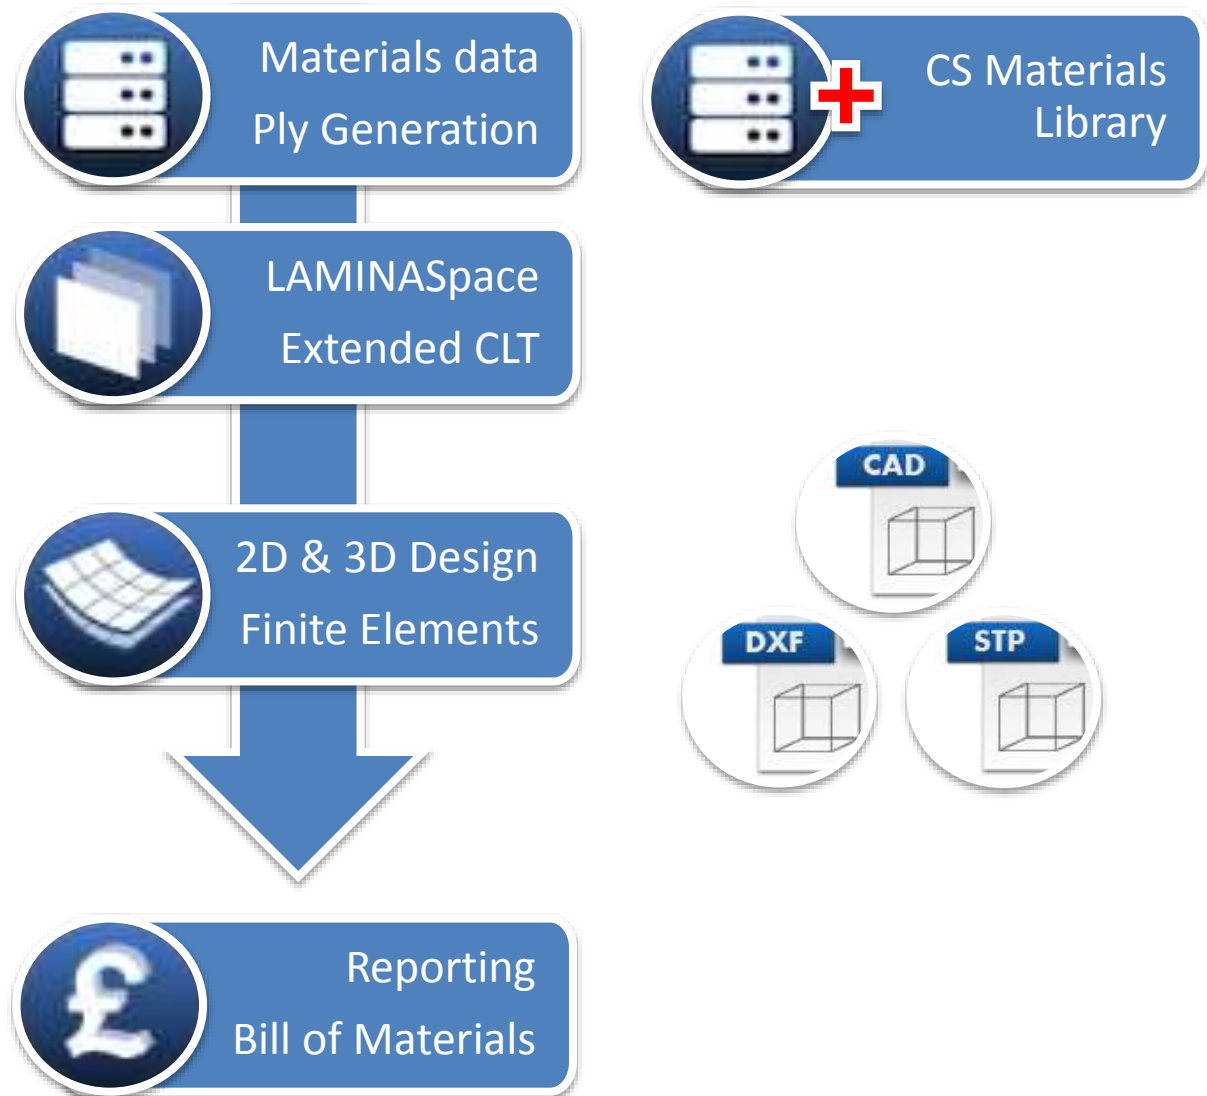 Materials data
Ply Generation
CS Materials
Library
LAMINASpace
Extended CLT
CAD
2D & 3D Design
Finite Elements
DXF
STP
£
Reporting
Bill of Materials